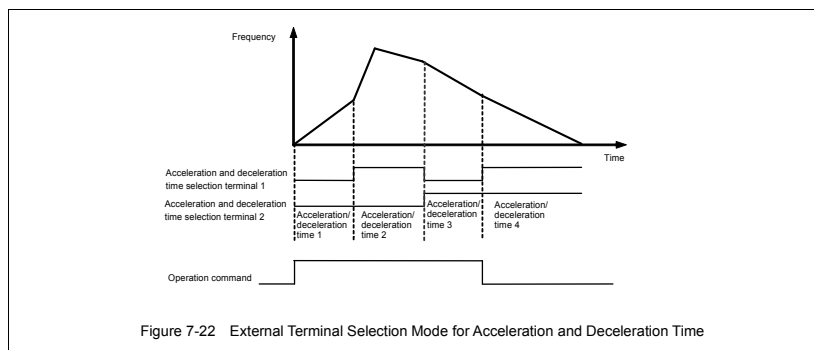 Frequency
Time
Acceleration and deceleration
time selection terminal 1
Acceleration and deceleration
time selection terminal 2
Acceleration/
deceleration
time 1
Acceleration/
deceleration
time 2
Acceleration/
deceleration
time 3
Acceleration/
deceleration
time 4
Operation command
Figure 7-22 External Terminal Selection Mode for Acceleration and Deceleration Time